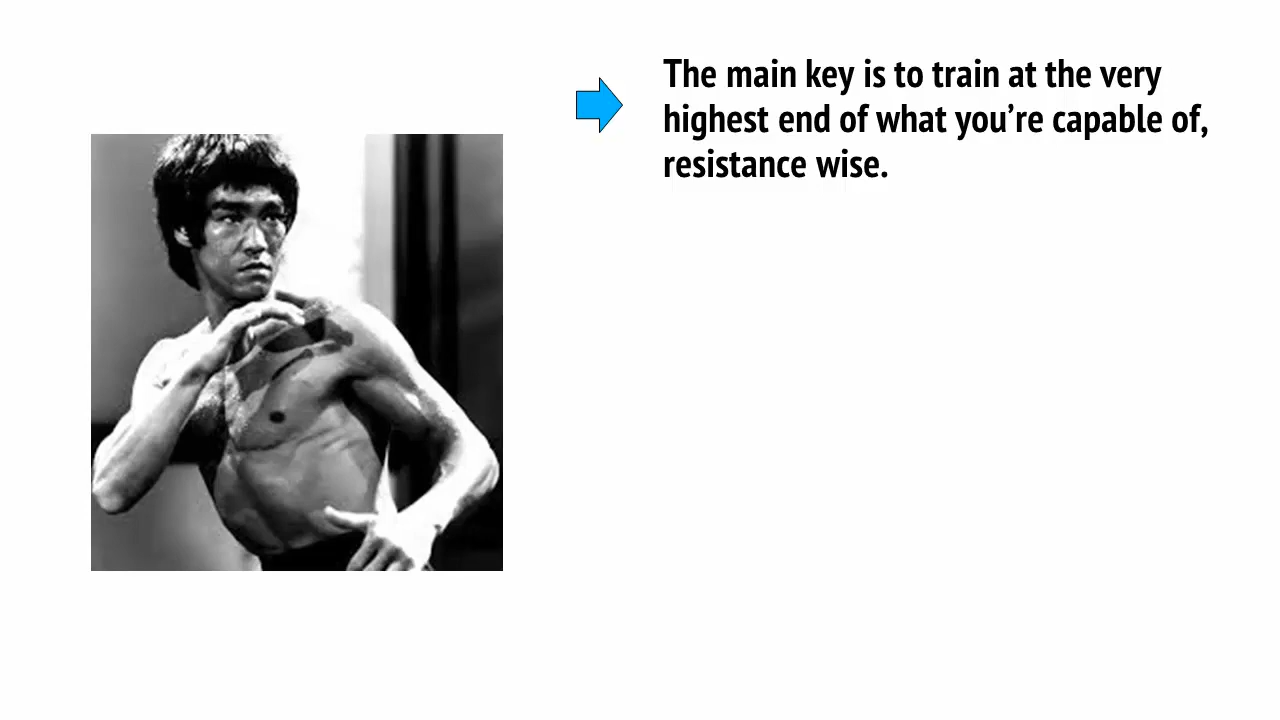 The main key is to train at the very
highest end of what you’re capable of,
resistance wise.